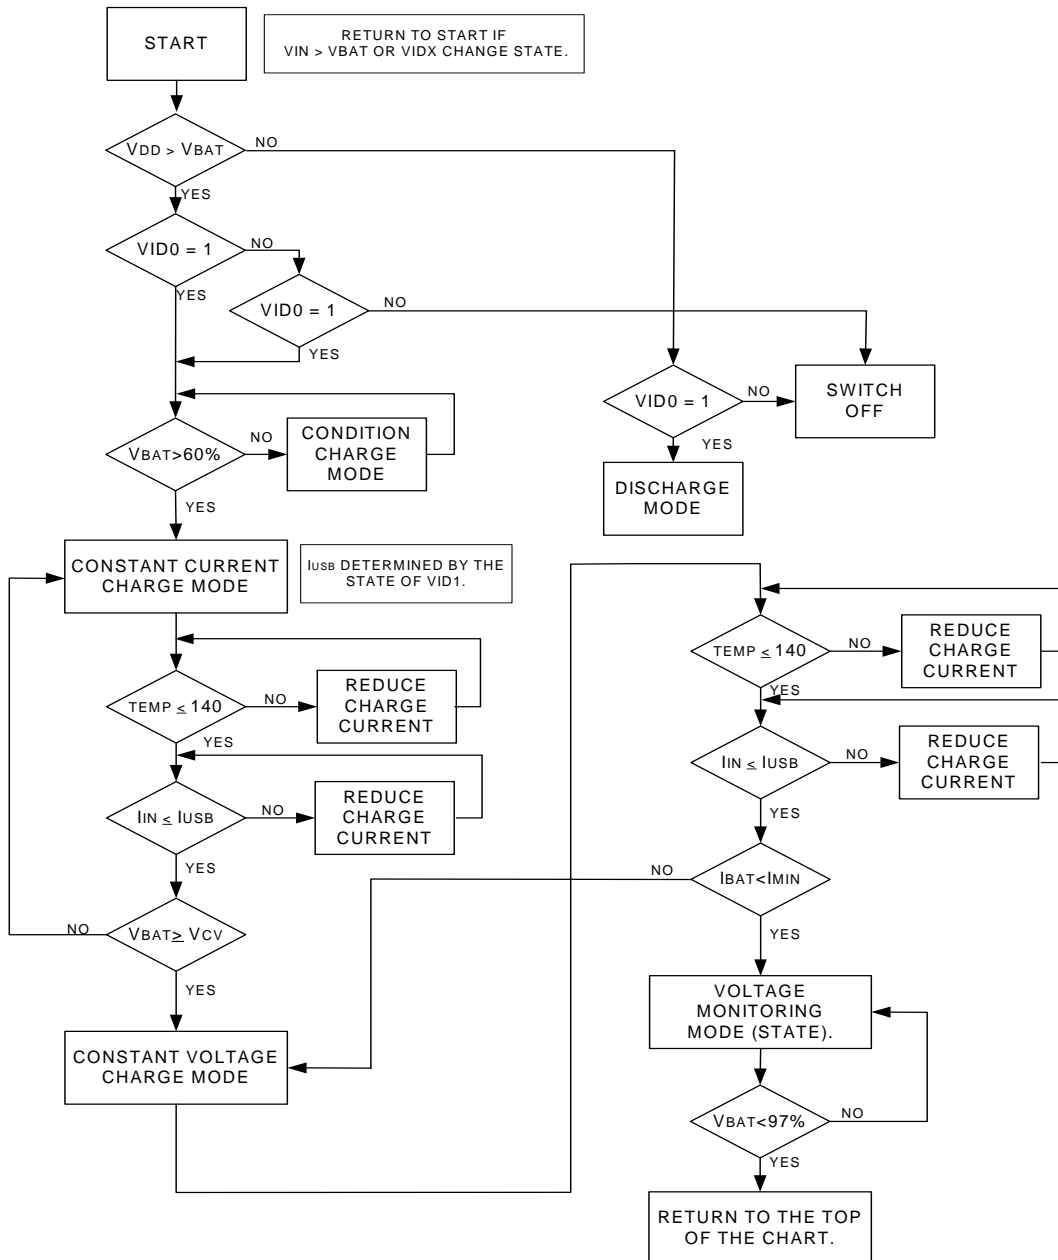 START
RETURN TO START IF
VIN > VBAT OR VIDX CHANGE STATE.
VDD > VBAT
NO
YES
VID0 = 1
NO
YES
VID0 = 1
NO
YES
VID0 = 1
NO
YES
SWITCH
OFF
DISCHARGE
MODE
VBAT>60%
NO
YES
CONDITION
CHARGE
MODE
CONSTANT CURRENT
CHARGE MODE
IUSB DETERMINED BY THE
STATE OF VID1.
TEMP ≤ 140
NO
YES
REDUCE
CHARGE
CURRENT
IIN ≤ IUSB
NO
YES
REDUCE
CHARGE
CURRENT
VBAT≥ VCV
NO
YES
CONSTANT VOLTAGE
CHARGE MODE
TEMP ≤ 140
NO
YES
REDUCE
CHARGE
CURRENT
IIN ≤ IUSB
NO
YES
REDUCE
CHARGE
CURRENT
IBAT<IMIN
NO
YES
VOLTAGE
MONITORING
MODE (STATE).
VBAT<97%
NO
YES
RETURN TO THE TOP
OF THE CHART.